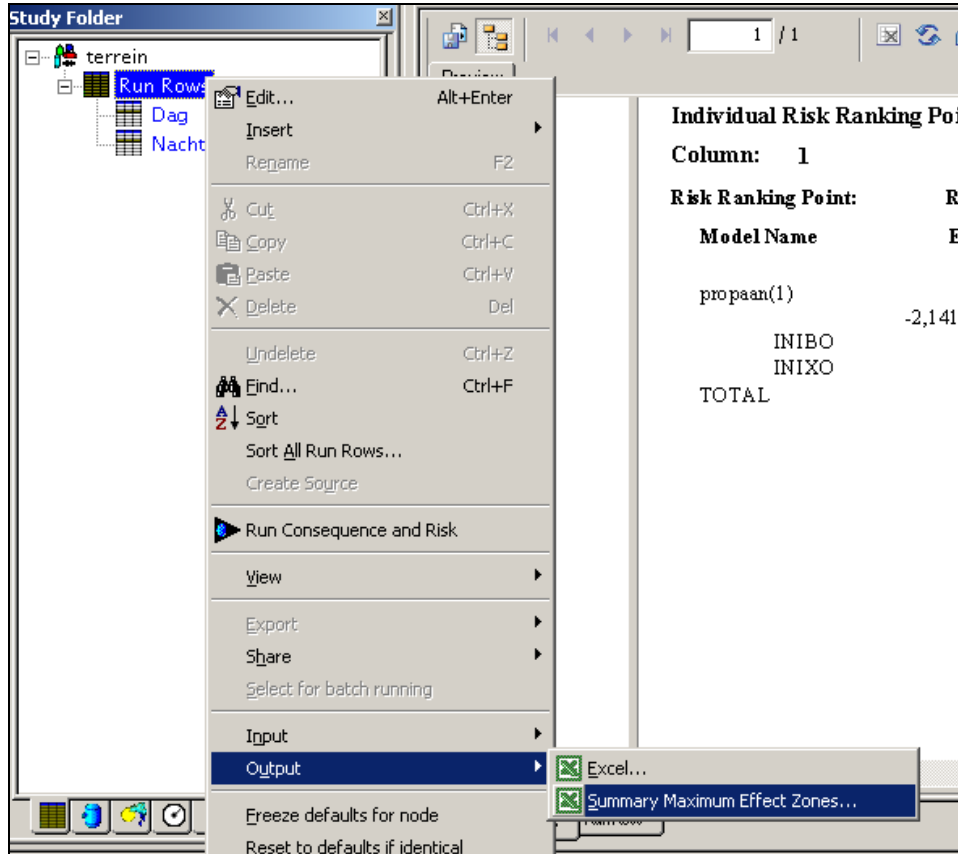 Study Folder
terrein
Run Rows
Dag
Nacht
1 / 1
Preview
Edit... Alt+Enter
Insert
Rename F2
Cut Ctrl+X
Copy Ctrl+C
Paste Ctrl+V
Delete Del
Undelete Ctrl+Z
Find... Ctrl+F
Sort
Sort All Run Rows...
Create Source
Run Consequence and Risk
View
Export
Share
Select for batch running
Input
Output
Freeze defaults for node
Reset to defaults if identical
Excel...
Summary Maximum Effect Zones...
Individual Risk Ranking Poi
Column: 1
Risk Ranking Point: R
Model Name E
propaan(1)
-2,141
INIBO
INIXO
TOTAL